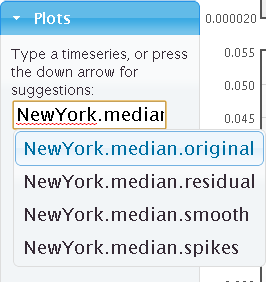 Plots
Type a timeseries, or press
the down arrow for
suggestions:
NewYork.median
NewYork.median.original
NewYork.median.residual
NewYork.median.smooth
NewYork.median.spikes
0.000020
0.055
0.050
0.045